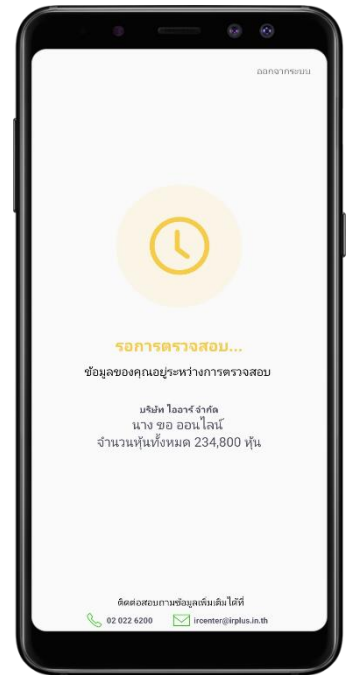 ออกจากระบบ
รอการตรวจสอบ...
ข้อมูลของคุณอยู่ระหว่างการตรวจสอบ
บริษัท ไออาร์ จำกัด
นาง ขอ ออนไลน์
จำนวนหุ้นทั้งหมด 234,800 หุ้น
ติดต่อสอบถามข้อมูลเพิ่มเติมได้ที่
02 022 6200 ircenter@irplus.in.th